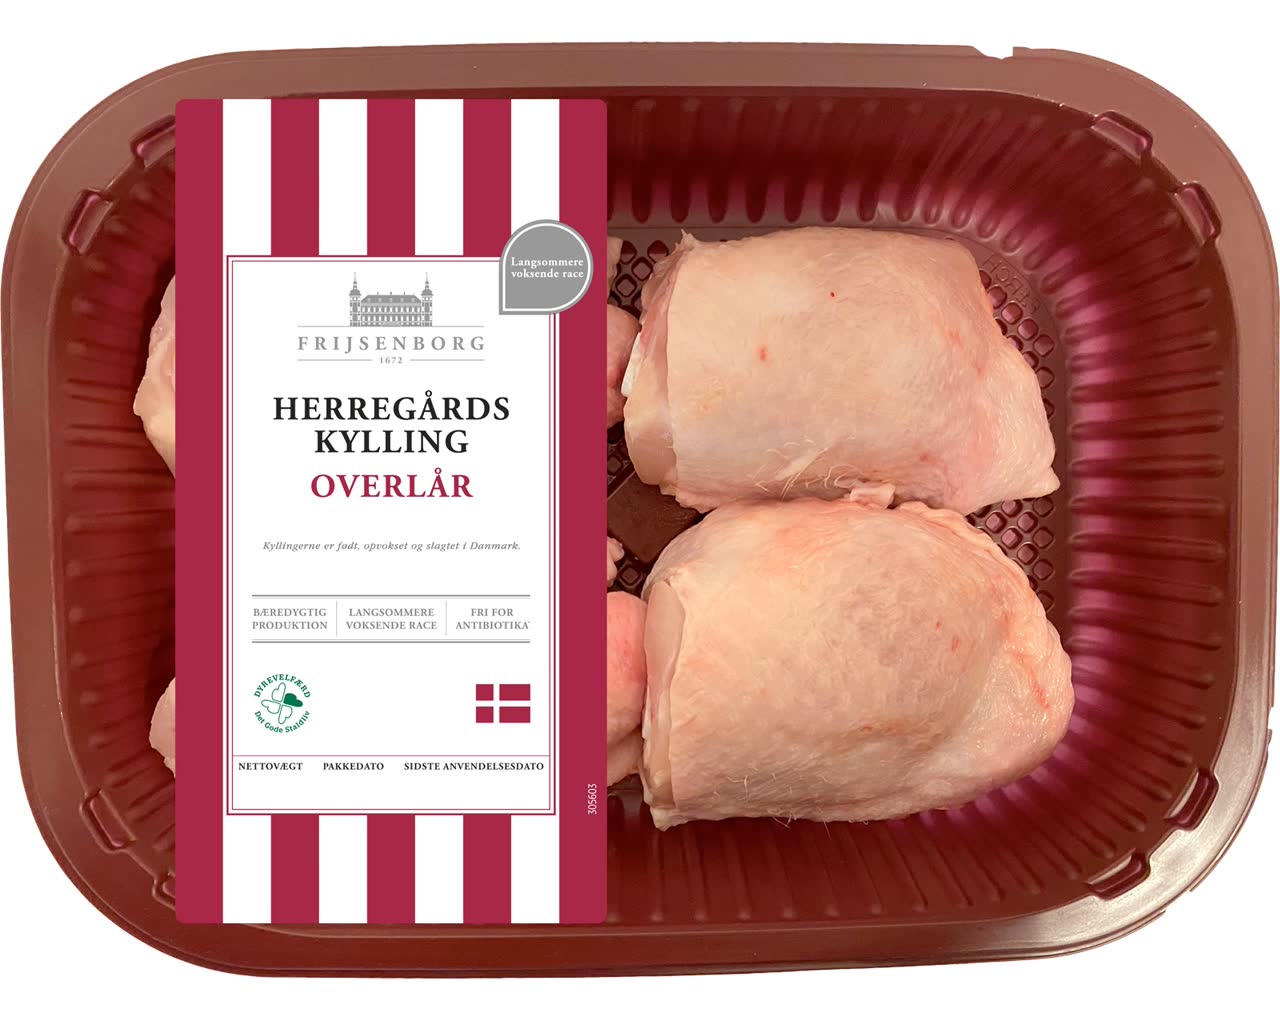 Langsommere
voksende race
FRIJSENBORG
1672
HERREGÅRDS
KYLLING
OVERLÅR
Kyllingerne er født, opvokset og slagtet i Danmark.
BÆREDYGTIG
PRODUKTION
LANGSOMMERE
VOKSENDE RACE
FRI FOR
ANTIBIOTIKA*
DYREVELFÆRD
Det Gode Staldliv
NETTOVÆGT PAKKEDATO SIDSTE ANVENDELSESDATO
305603